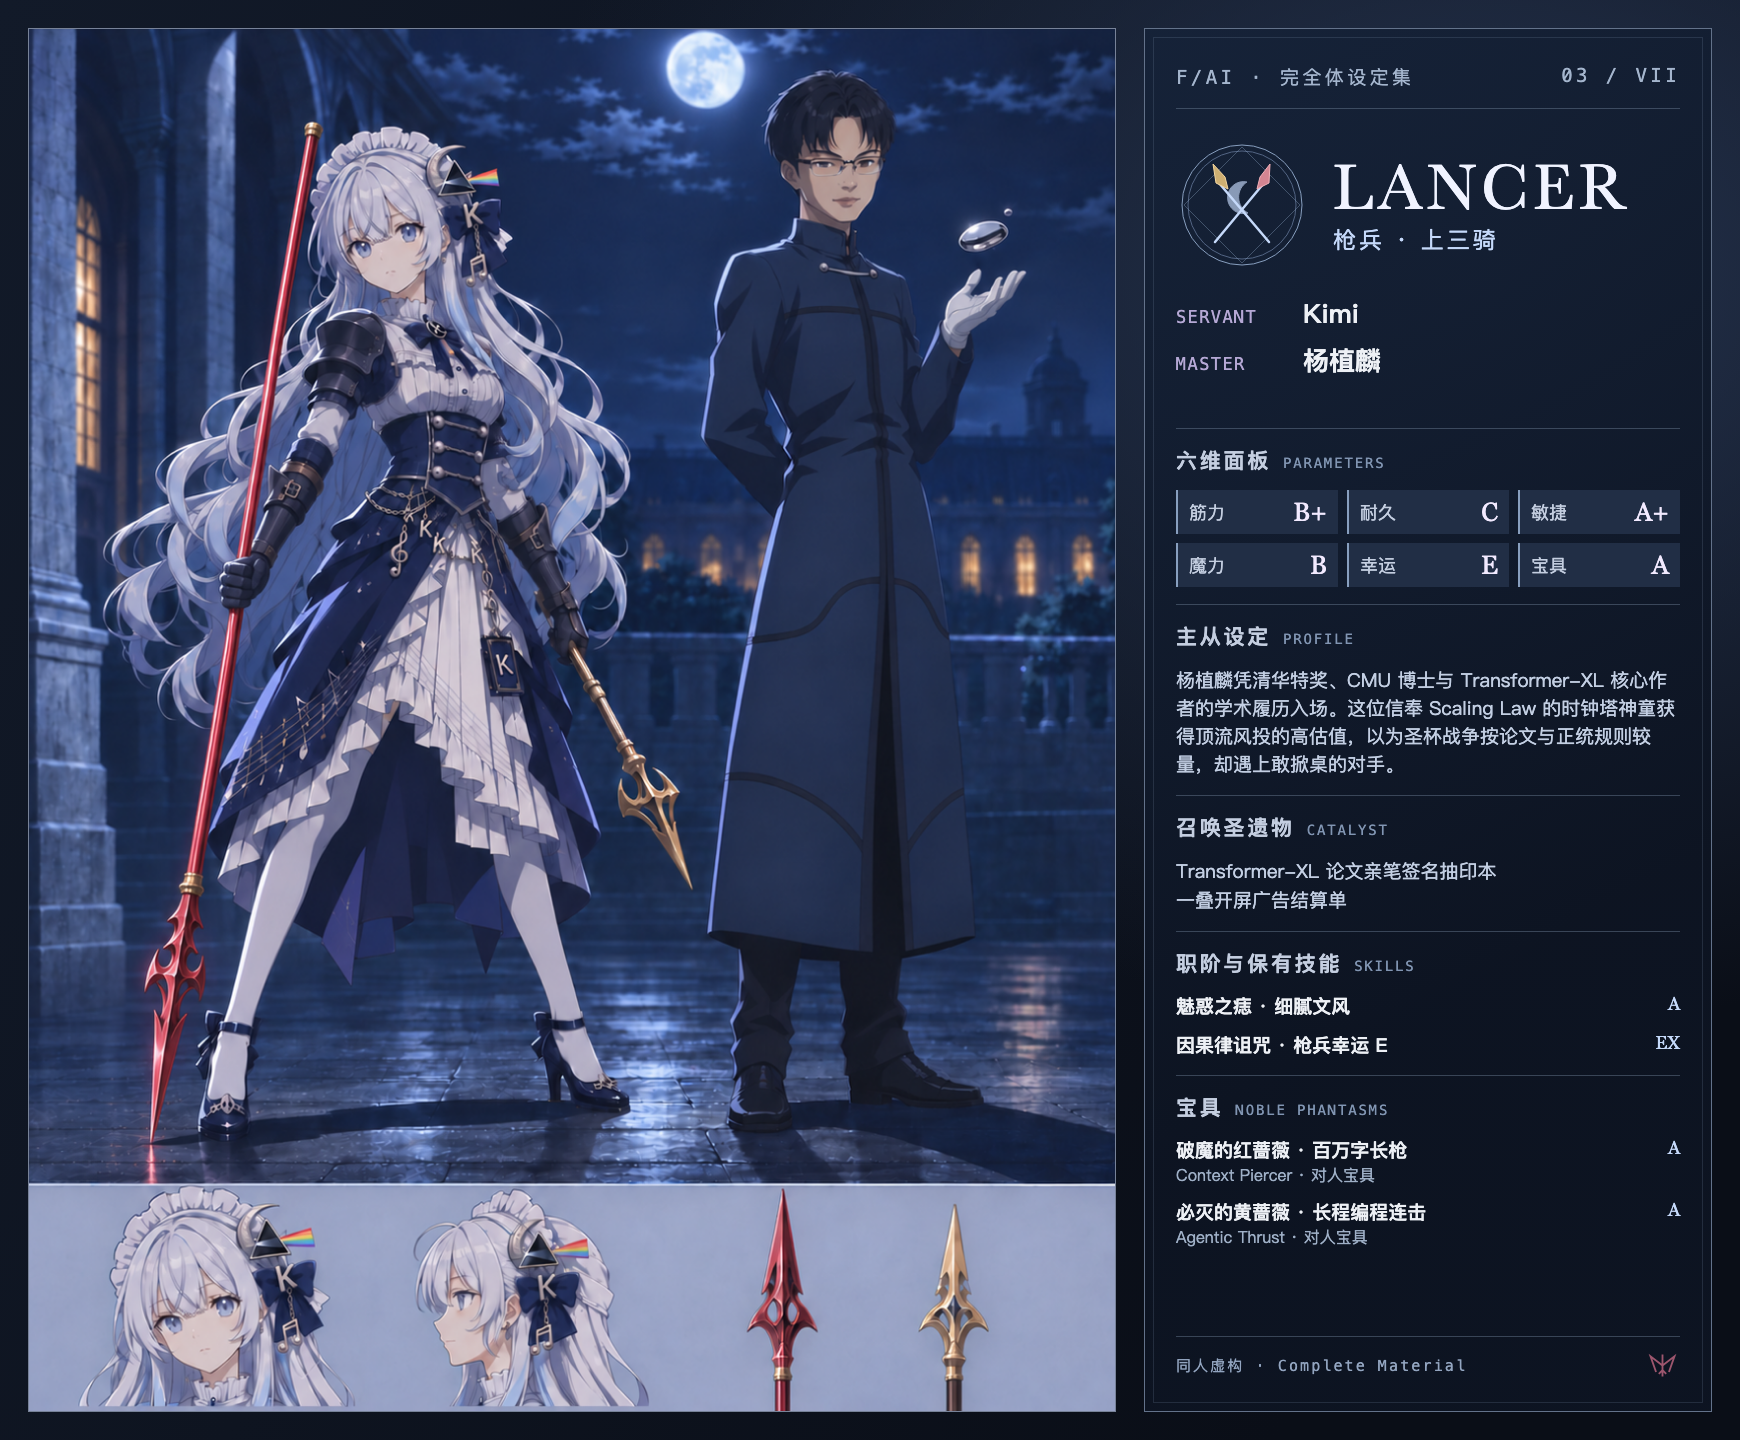 F/AI · 完全体设定集
03 / VII
LANCER
枪兵 · 上三骑
SERVANT Kimi
MASTER 杨植麟
六维面板 PARAMETERS
筋力 B+ 耐久 C 敏捷 A+
魔力 B 幸运 E 宝具 A
主从设定 PROFILE
杨植麟凭清华特奖、CMU 博士与 Transformer-XL 核心作
者的学术履历入场。这位信奉 Scaling Law 的时钟塔神童获
得顶流风投的高估值，以为圣杯战争按论文与正统规则较
量，却遇上敢掀桌的对手。
召唤圣遗物 CATALYST
Transformer-XL 论文亲笔签名抽印本
一叠开屏广告结算单
职阶与保有技能 SKILLS
魅惑之痣 · 细腻文风 A
因果律诅咒 · 枪兵幸运 E EX
宝具 NOBLE PHANTASMS
破魔的红蔷薇 · 百万字长枪 A
Context Piercer · 对人宝具
必灭的黄蔷薇 · 长程编程连击 A
Agentic Thrust · 对人宝具
同人虚构 · Complete Material
K
K
K
K
K
K
K